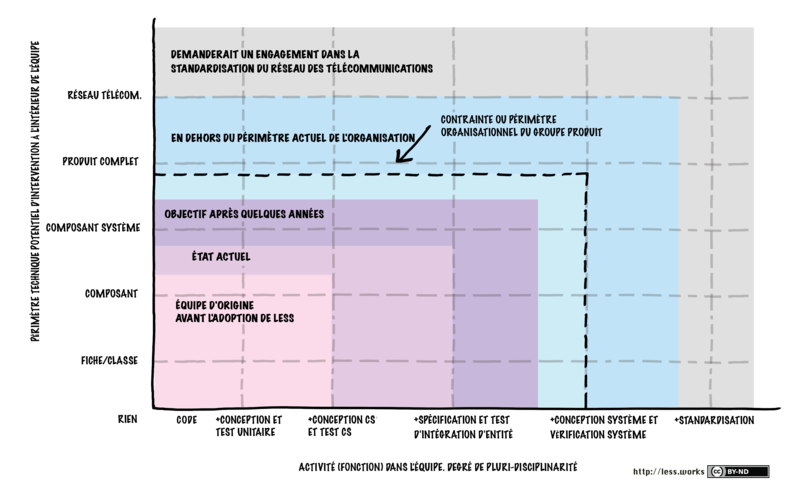 PÉRIMÈTRE TECHNIQUE POTENTIEL D'INTERVENTION À L'INTÉRIEUR DE L'ÉQUIPE
DEMANDERAIT UN ENGAGEMENT DANS LA
STANDARDISATION DU RÉSEAU DES TÉLÉCOMMUNICATIONS
RÉSEAU TÉLÉCOM.
CONTRAINTE OU PÉRIMÈTRE
ORGANISATIONNEL DU GROUPE PRODUIT
EN DEHORS DU PÉRIMÈTRE ACTUEL DE L'ORGANISATION
PRODUIT COMPLET
OBJECTIF APRÈS QUELQUES ANNÉES
COMPOSANT SYSTÈME
ÉTAT ACTUEL
COMPOSANT
ÉQUIPE D'ORIGINE
AVANT L'ADOPTION DE LESS
FICHE/CLASSE
RIEN
CODE
+CONCEPTION ET
TEST UNITAIRE
+CONCEPTION CS
ET TEST CS
+SPÉCIFICATION ET TEST
D'INTÉGRATION D'ENTITÉ
+CONCEPTION SYSTÈME ET
VÉRIFICATION SYSTÈME
+STANDARDISATION
ACTIVITÉ (FONCTION) DANS L'ÉQUIPE. DEGRÉ DE PLURI-DISCIPLINARITÉ
http://less.works
cc BY-ND